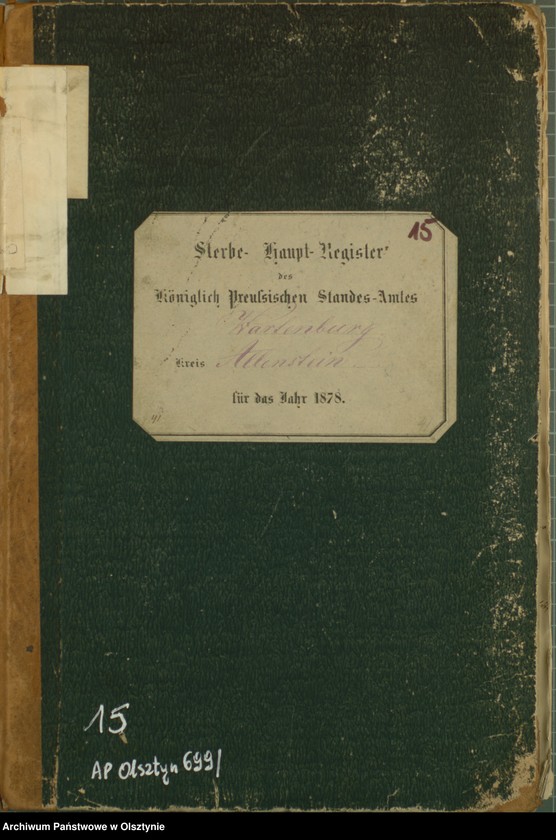 15
Sterbe- Haupt-Register
des
Königlich Preußischen Standes-Amtes
Wartenburg
Kreis Allenstein
für das Jahr 1878.
15
AP Olsztyn 699/
Archiwum Państwowe w Olsztynie